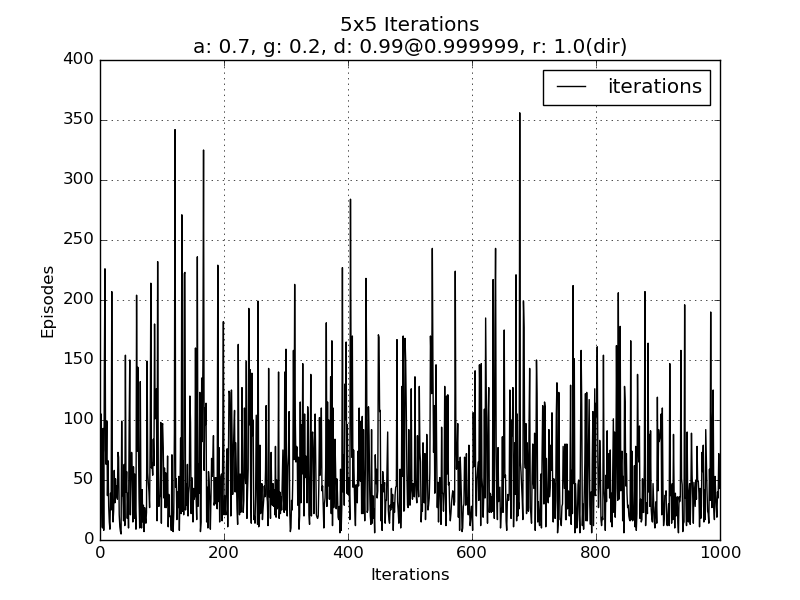 5x5 Iterations
a: 0.7, g: 0.2, d: 0.99@0.999999, r: 1.0(dir)
400
iterations
350
300
250
200
150
100
50
0
Episodes
0 200 400 600 800 1000
Iterations